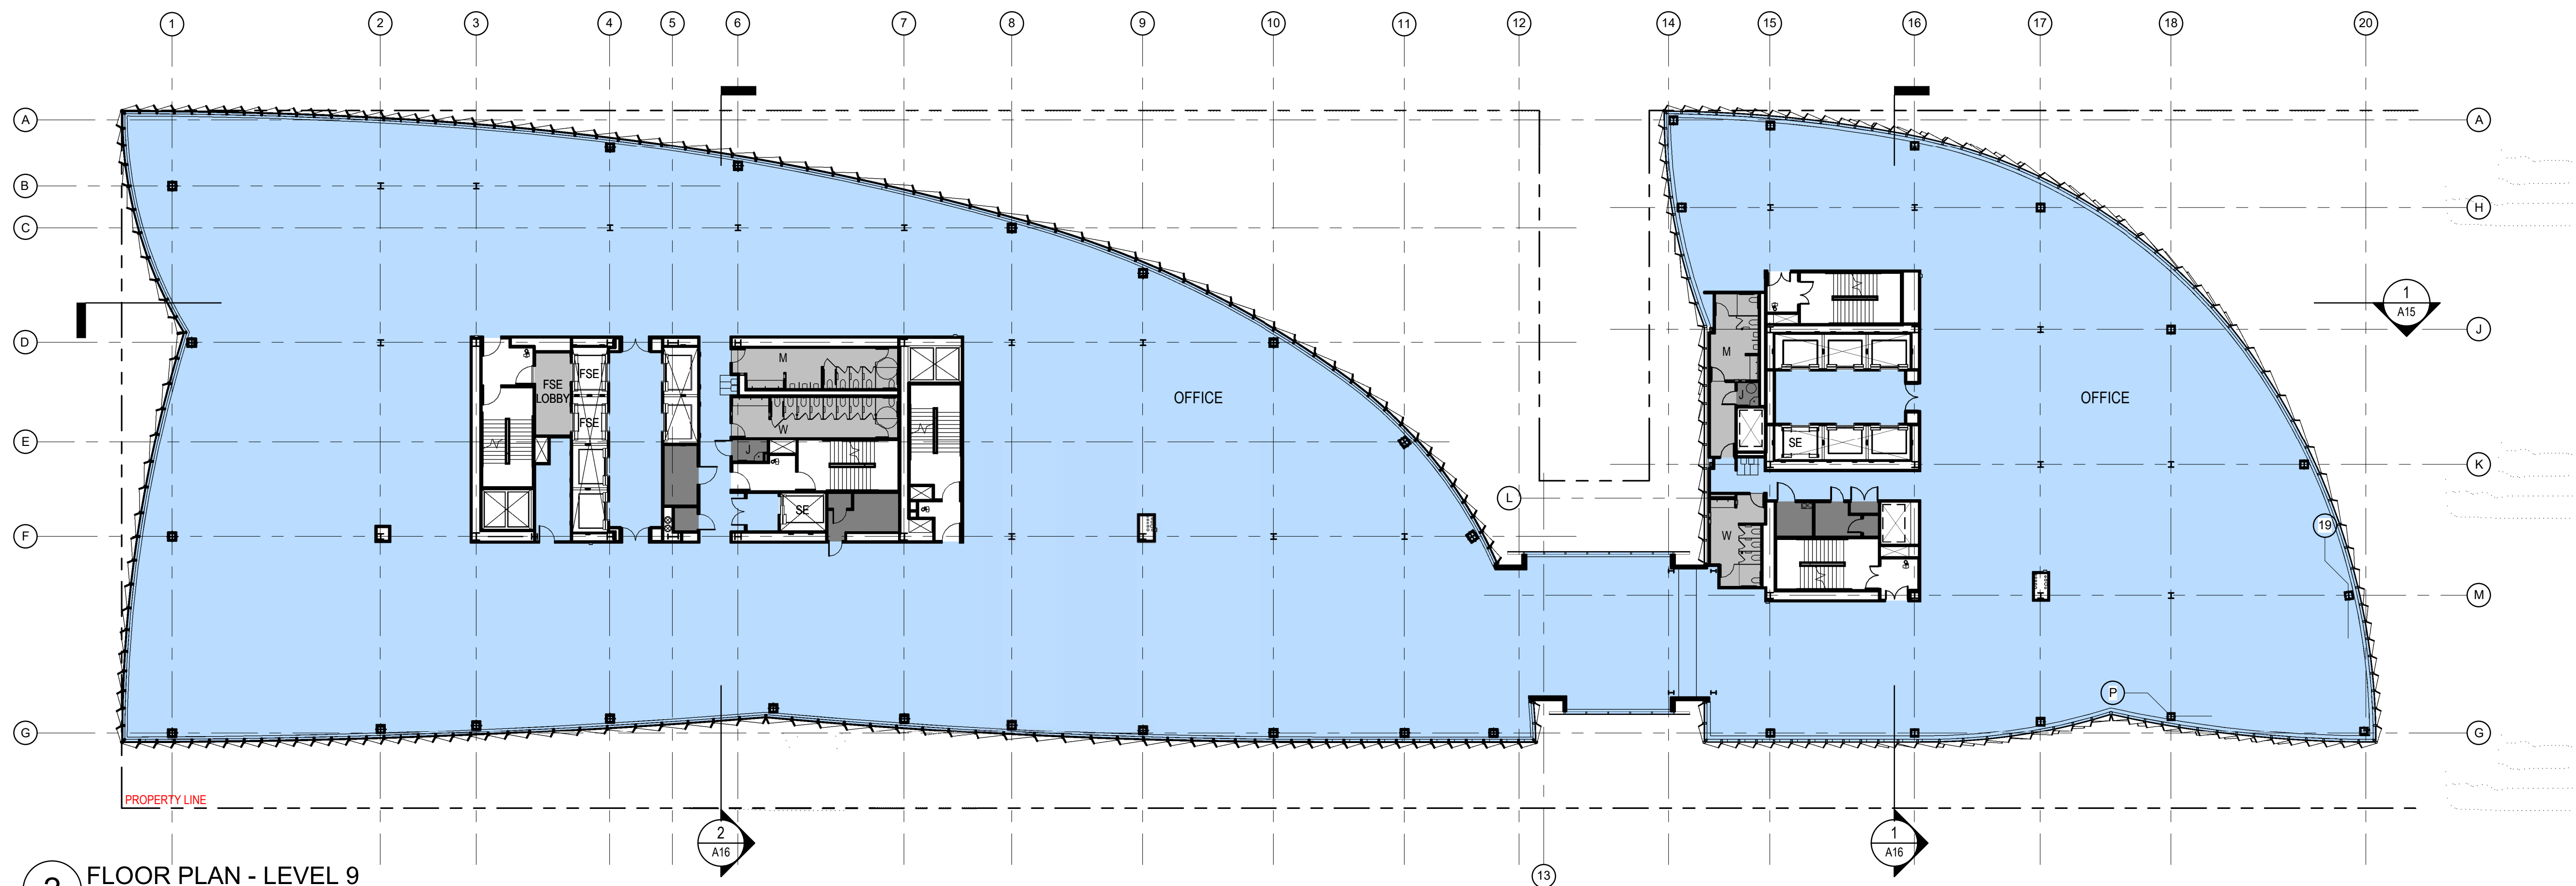 1 2 3 4 5 6 7 8 9 10 11 12 14 15 16 17 18 20
A A
B
H
C
J
D
1
A15
M
FSE
FSE
LOBBY
OFFICE
M
OFFICE
J
FSE
W
E
SE
K
J
L
SE
19
F
W
M
P
G G
PROPERTY LINE
2
A16
1
A16
13
FLOOR PLAN - LEVEL 9